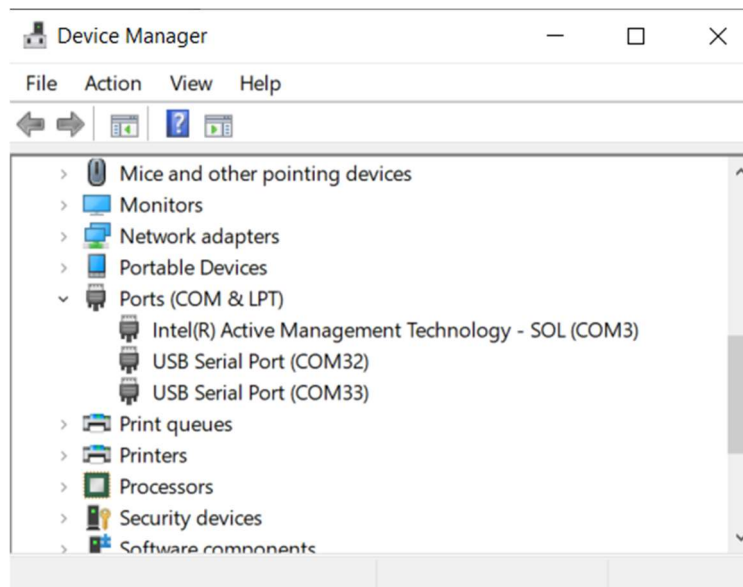 Device Manager
File Action View Help
Mice and other pointing devices
Monitors
Network adapters
Portable Devices
Ports (COM & LPT)
Intel(R) Active Management Technology - SOL (COM3)
USB Serial Port (COM32)
USB Serial Port (COM33)
Print queues
Printers
Processors
Security devices
Software components